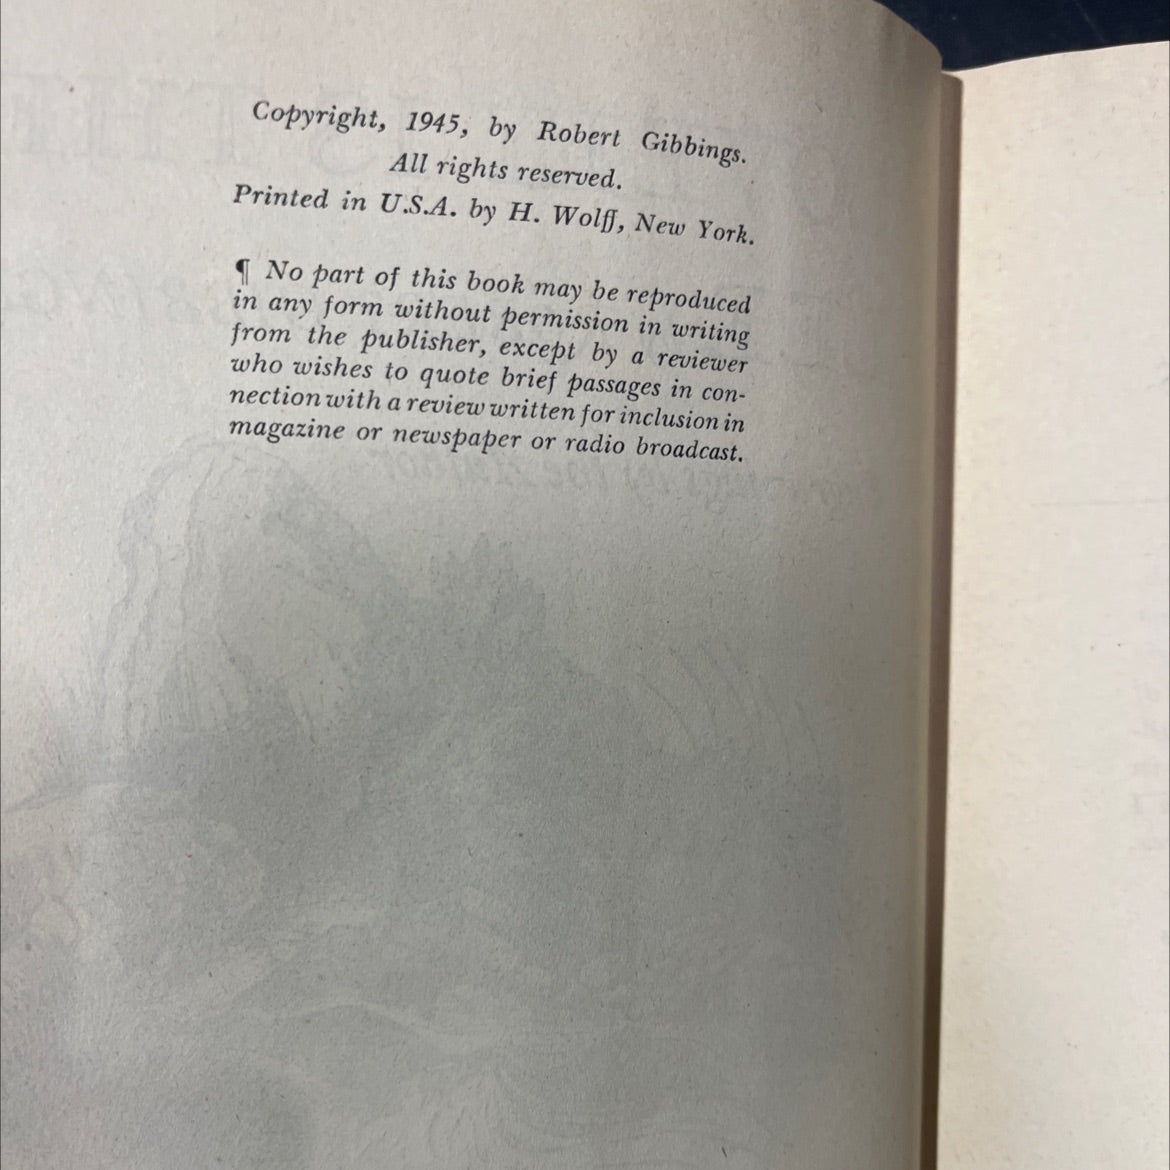 Copyright, 1945, by Robert Gibbings.
All rights reserved.
Printed in U.S.A. by H. Wolff, New York.
¶ No part of this book may be reproduced
in any form without permission in writing
from the publisher, except by a reviewer
who wishes to quote brief passages in con-
nection with a review written for inclusion in
magazine or newspaper or radio broadcast.